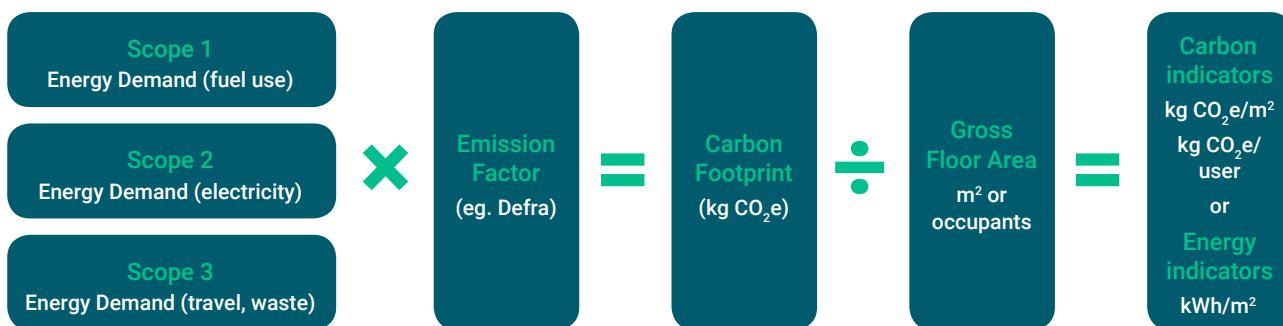 Scope 1
Energy Demand (fuel use)
Scope 2
Energy Demand (electricity)
Scope 3
Energy Demand (travel, waste)
×
Emission
Factor
(eg. Defra)
=
Carbon
Footprint
(kg CO₂e)
÷
Gross
Floor Area
m² or
occupants
=
Carbon
indicators
kg CO₂e/m²
kg CO₂e/
user
or
Energy
indicators
kWh/m²